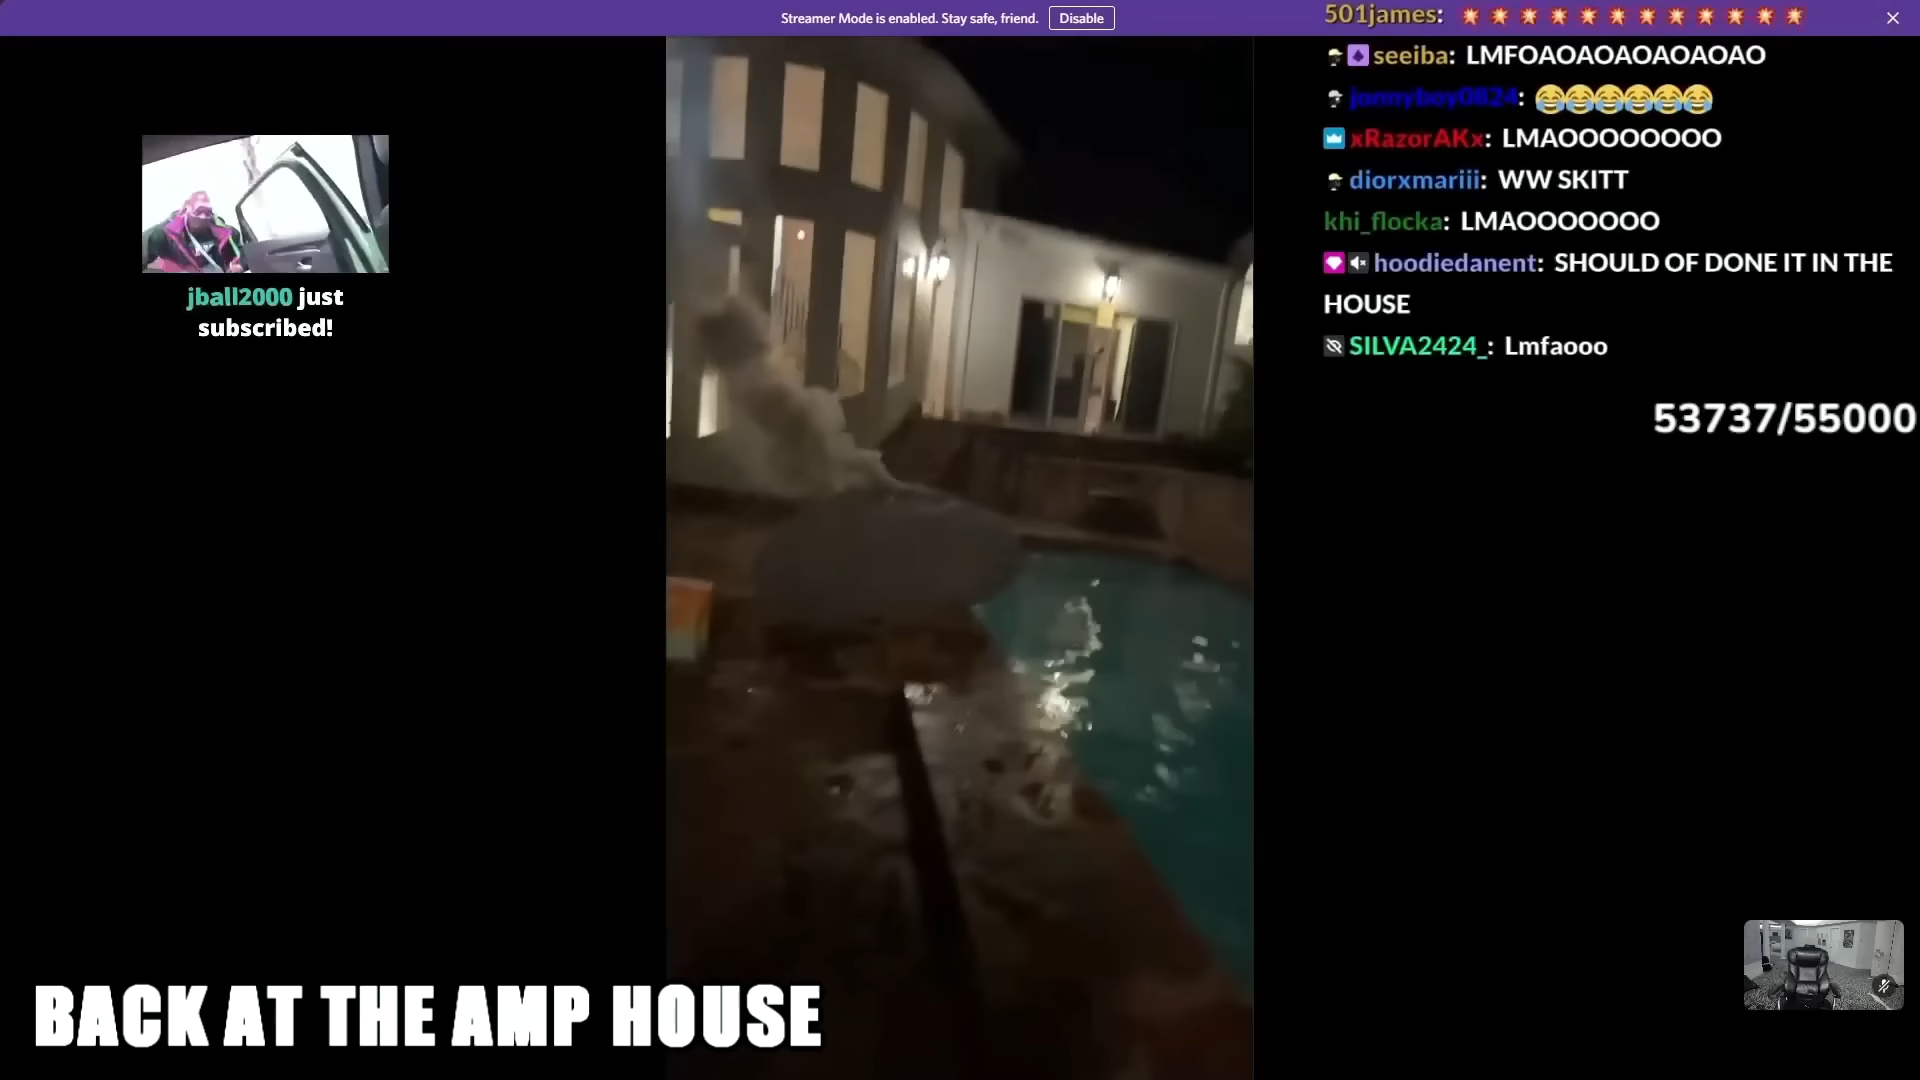 Streamer Mode is enabled. Stay safe, friend. Disable
501james:
seeiba: LMFOAOAOAOAOAOAO
jonnyboy0824:
xRazorAKx: LMAOOOOOOOO
diorxmariii: WW SKITT
khi_flocka: LMAOOOOOOO
hoodiedanent: SHOULD OF DONE IT IN THE
HOUSE
SILVA2424_: Lmfaooo
jball2000 just
subscribed!
53737/55000
BACK AT THE AMP HOUSE